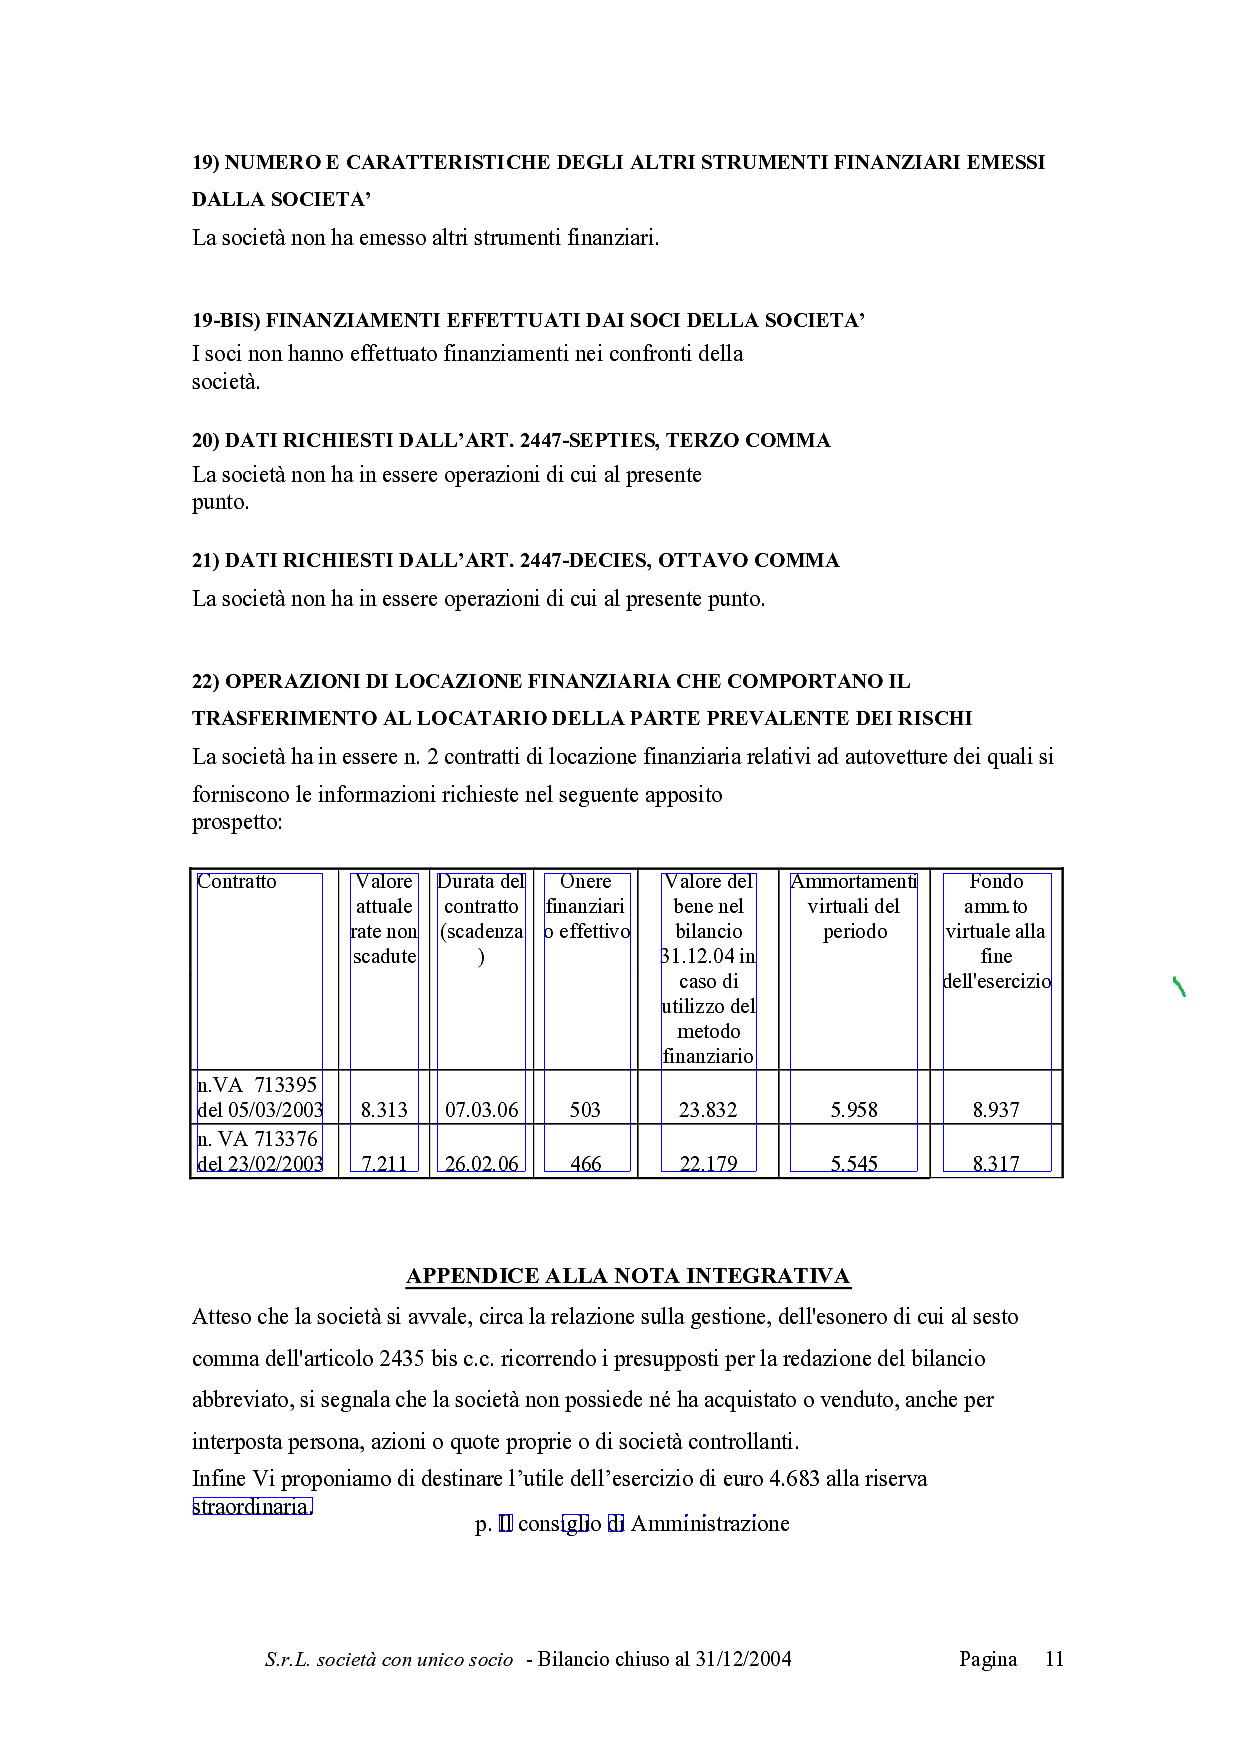 19) NUMERO E CARATTERISTICHE DEGLI ALTRI STRUMENTI FINANZIARI EMESSI
DALLA SOCIETA’
La società non ha emesso altri strumenti finanziari.
19-BIS) FINANZIAMENTI EFFETTUATI DAI SOCI DELLA SOCIETA’
I soci non hanno effettuato finanziamenti nei confronti della
società.
20) DATI RICHIESTI DALL’ART. 2447-SEPTIES, TERZO COMMA
La società non ha in essere operazioni di cui al presente
punto.
21) DATI RICHIESTI DALL’ART. 2447-DECIES, OTTAVO COMMA
La società non ha in essere operazioni di cui al presente punto.
22) OPERAZIONI DI LOCAZIONE FINANZIARIA CHE COMPORTANO IL
TRASFERIMENTO AL LOCATARIO DELLA PARTE PREVALENTE DEI RISCHI
La società ha in essere n. 2 contratti di locazione finanziaria relativi ad autovetture dei quali si
forniscono le informazioni richieste nel seguente apposito
prospetto:
Contratto Valore Durata del Onere Valore del Ammortamenti Fondo
attuale contratto finanziari bene nel virtuali del amm.to
rate non (scadenza o effettivo bilancio periodo virtuale alla
scadute ) 31.12.04 in fine
caso di dell'esercizio
utilizzo del
metodo
finanziario
n.VA 713395
del 05/03/2003 8.313 07.03.06 503 23.832 5.958 8.937
n. VA 713376
del 23/02/2003 7.211 26.02.06 466 22.179 5.545 8.317
APPENDICE ALLA NOTA INTEGRATIVA
Atteso che la società si avvale, circa la relazione sulla gestione, dell'esonero di cui al sesto
comma dell'articolo 2435 bis c.c. ricorrendo i presupposti per la redazione del bilancio
abbreviato, si segnala che la società non possiede né ha acquistato o venduto, anche per
interposta persona, azioni o quote proprie o di società controllanti.
Infine Vi proponiamo di destinare l’utile dell’esercizio di euro 4.683 alla riserva
straordinaria.
p. Il consiglio di Amministrazione
S.r.L. società con unico socio - Bilancio chiuso al 31/12/2004 Pagina 11